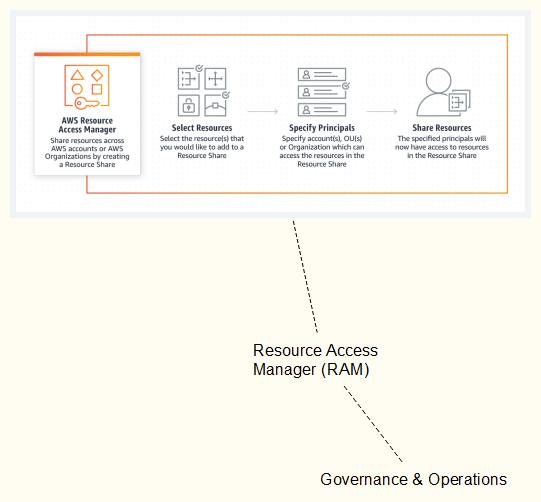 AWS Resource
Access Manager
Share resources across
AWS accounts or AWS
Organizations by creating
a Resource Share
Select Resources
Select the resource(s) that
you would like to add to a
Resource Share
Specify Principals
Specify account(s), OU(s)
or Organization which can
access the resources in the
Resource Share
Share Resources
The specified principals will
now have access to resources
in the Resource Share
Resource Access
Manager (RAM)
Governance & Operations